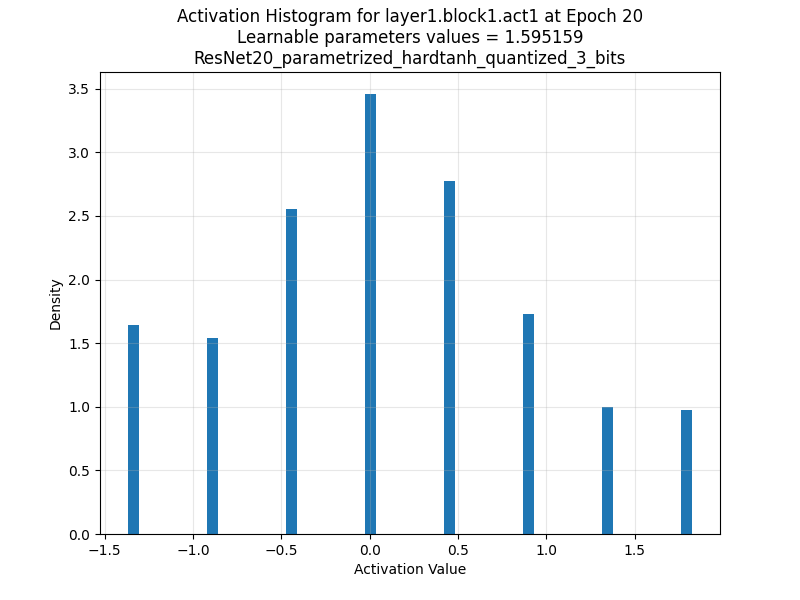 Activation Histogram for layer1.block1.act1 at Epoch 20
Learnable parameters values = 1.595159
ResNet20_parametrized_hardtanh_quantized_3_bits
3.5
3.0
2.5
2.0
1.5
1.0
0.5
0.0
Density
−1.5 −1.0 −0.5 0.0 0.5 1.0 1.5
Activation Value